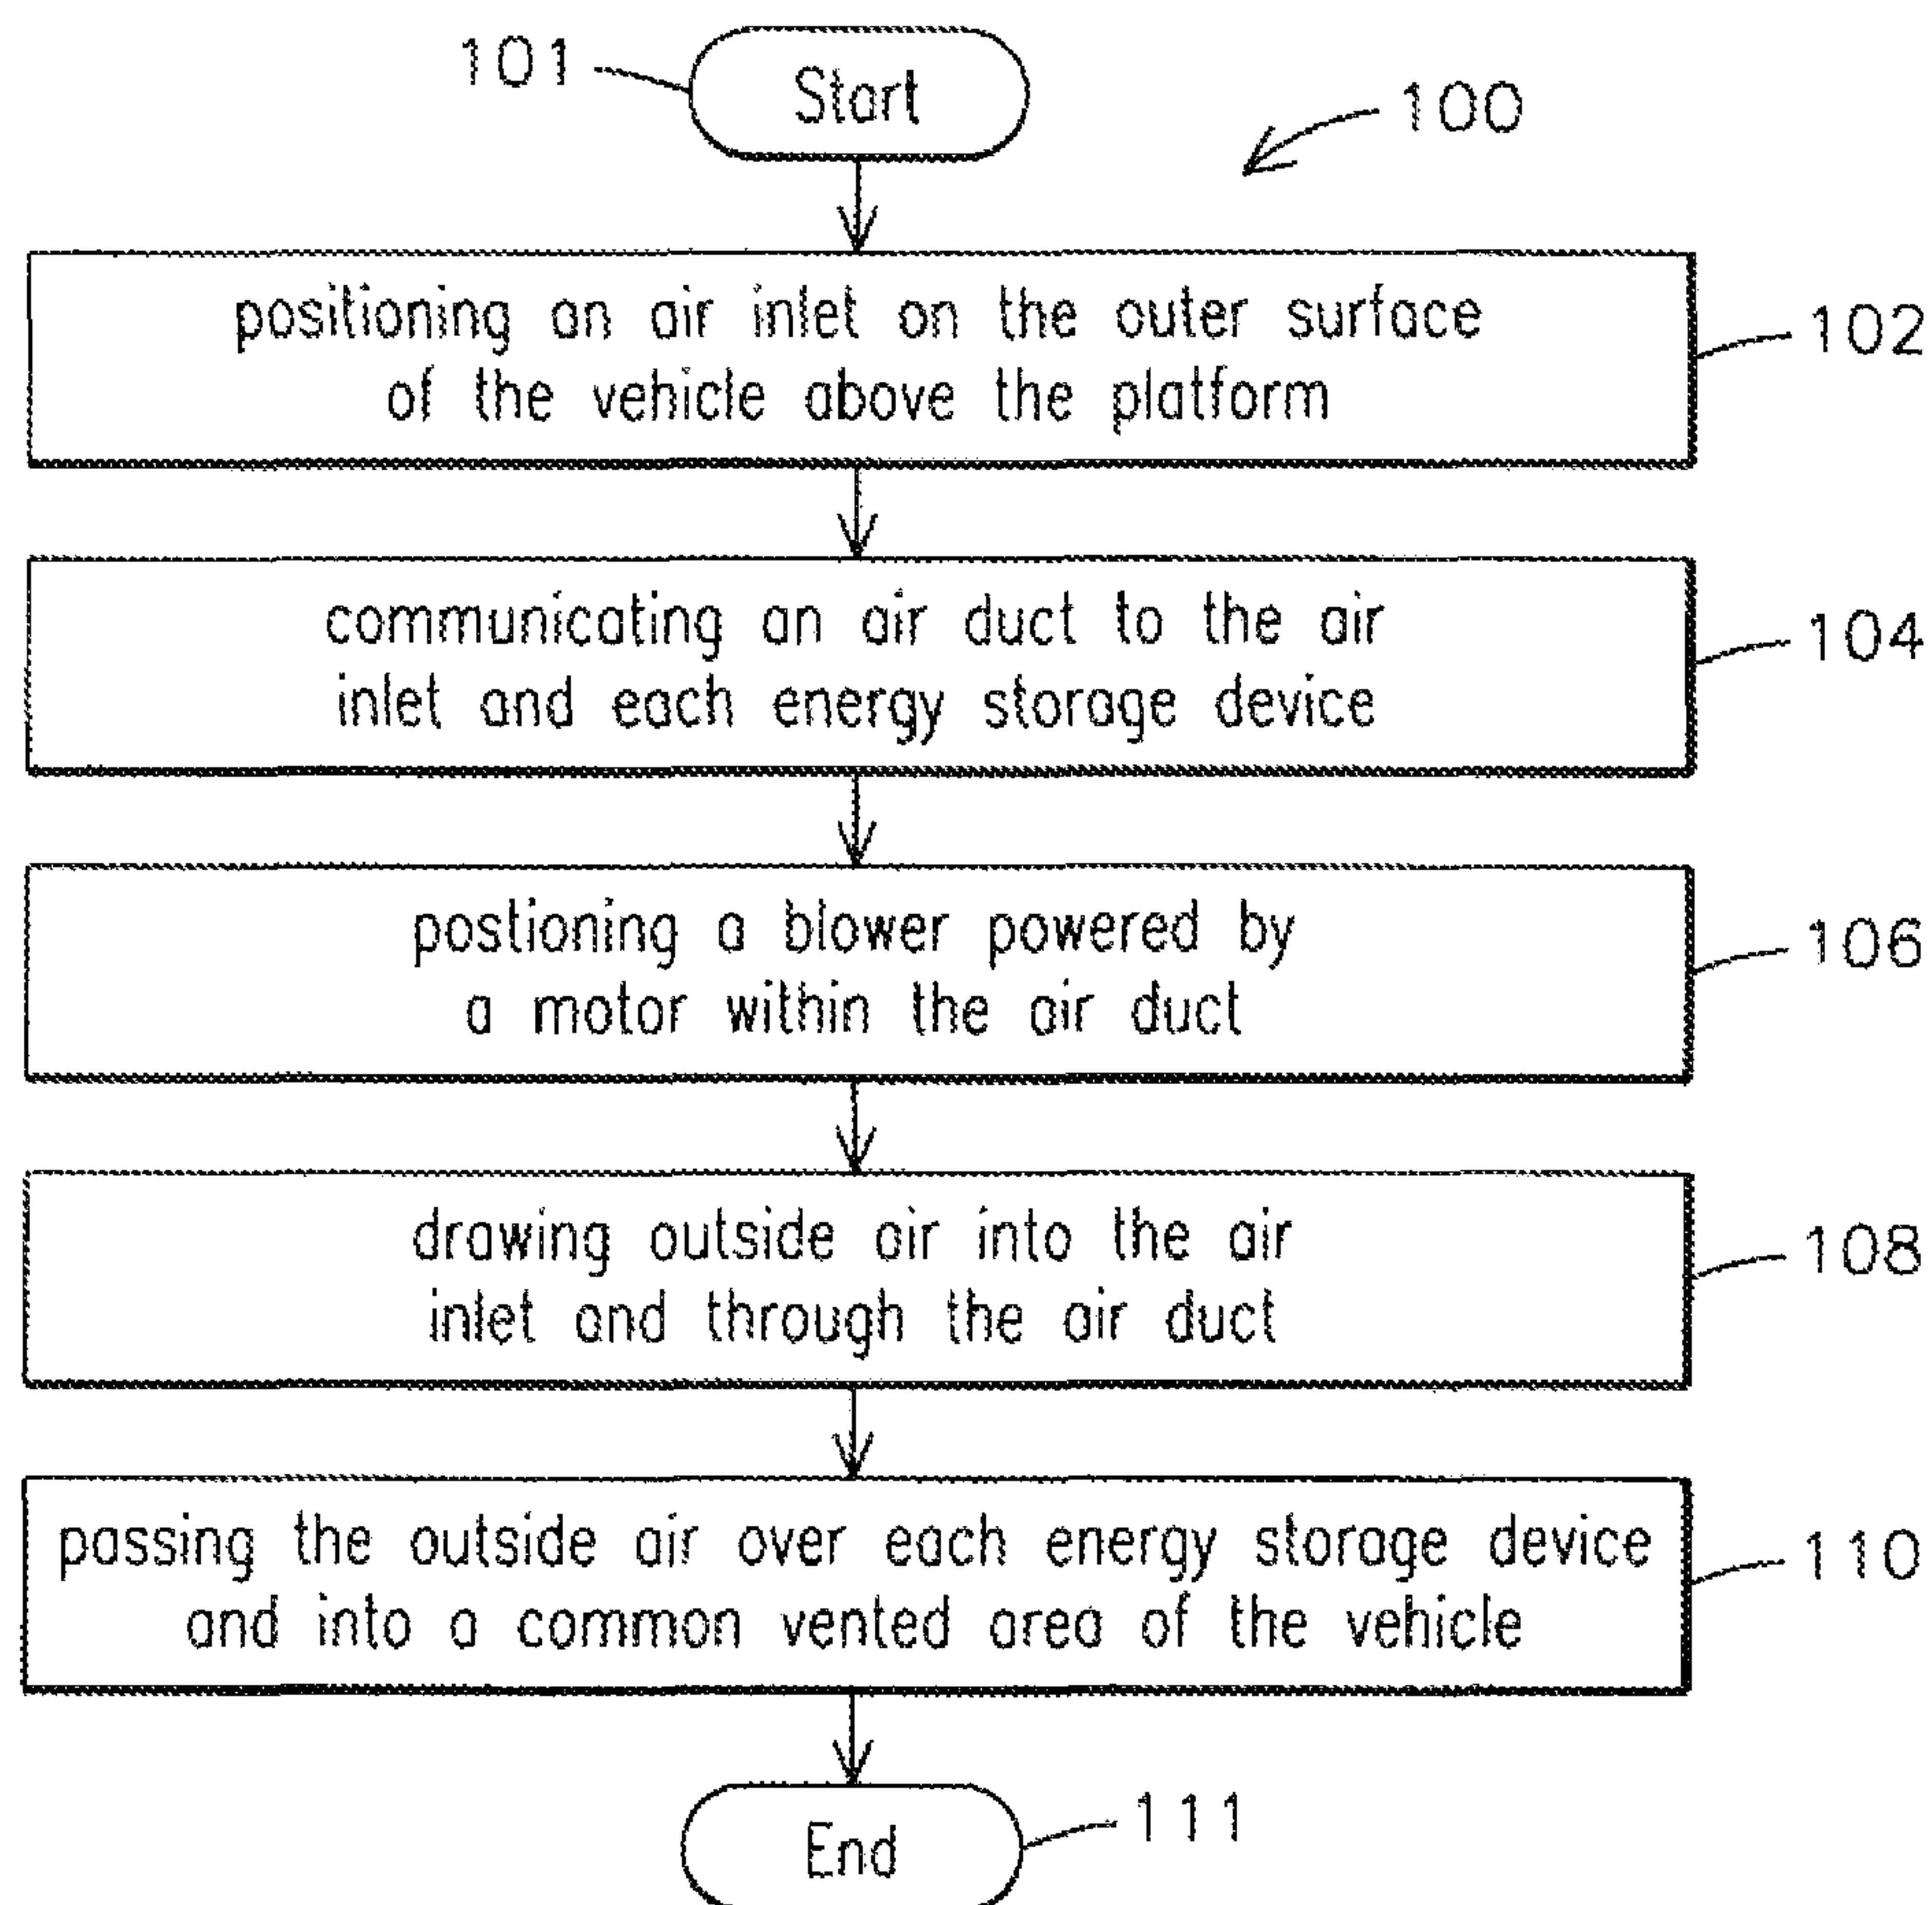 101
Start
100
positioning an air inlet on the outer surface
of the vehicle above the platform
102
communicating an air duct to the air
inlet and each energy storage device
104
postioning a blower powered by
a motor within the air duct
106
drawing outside air into the air
inlet and through the air duct
108
passing the outside air over each energy storage device
and into a common vented area of the vehicle
110
End
111